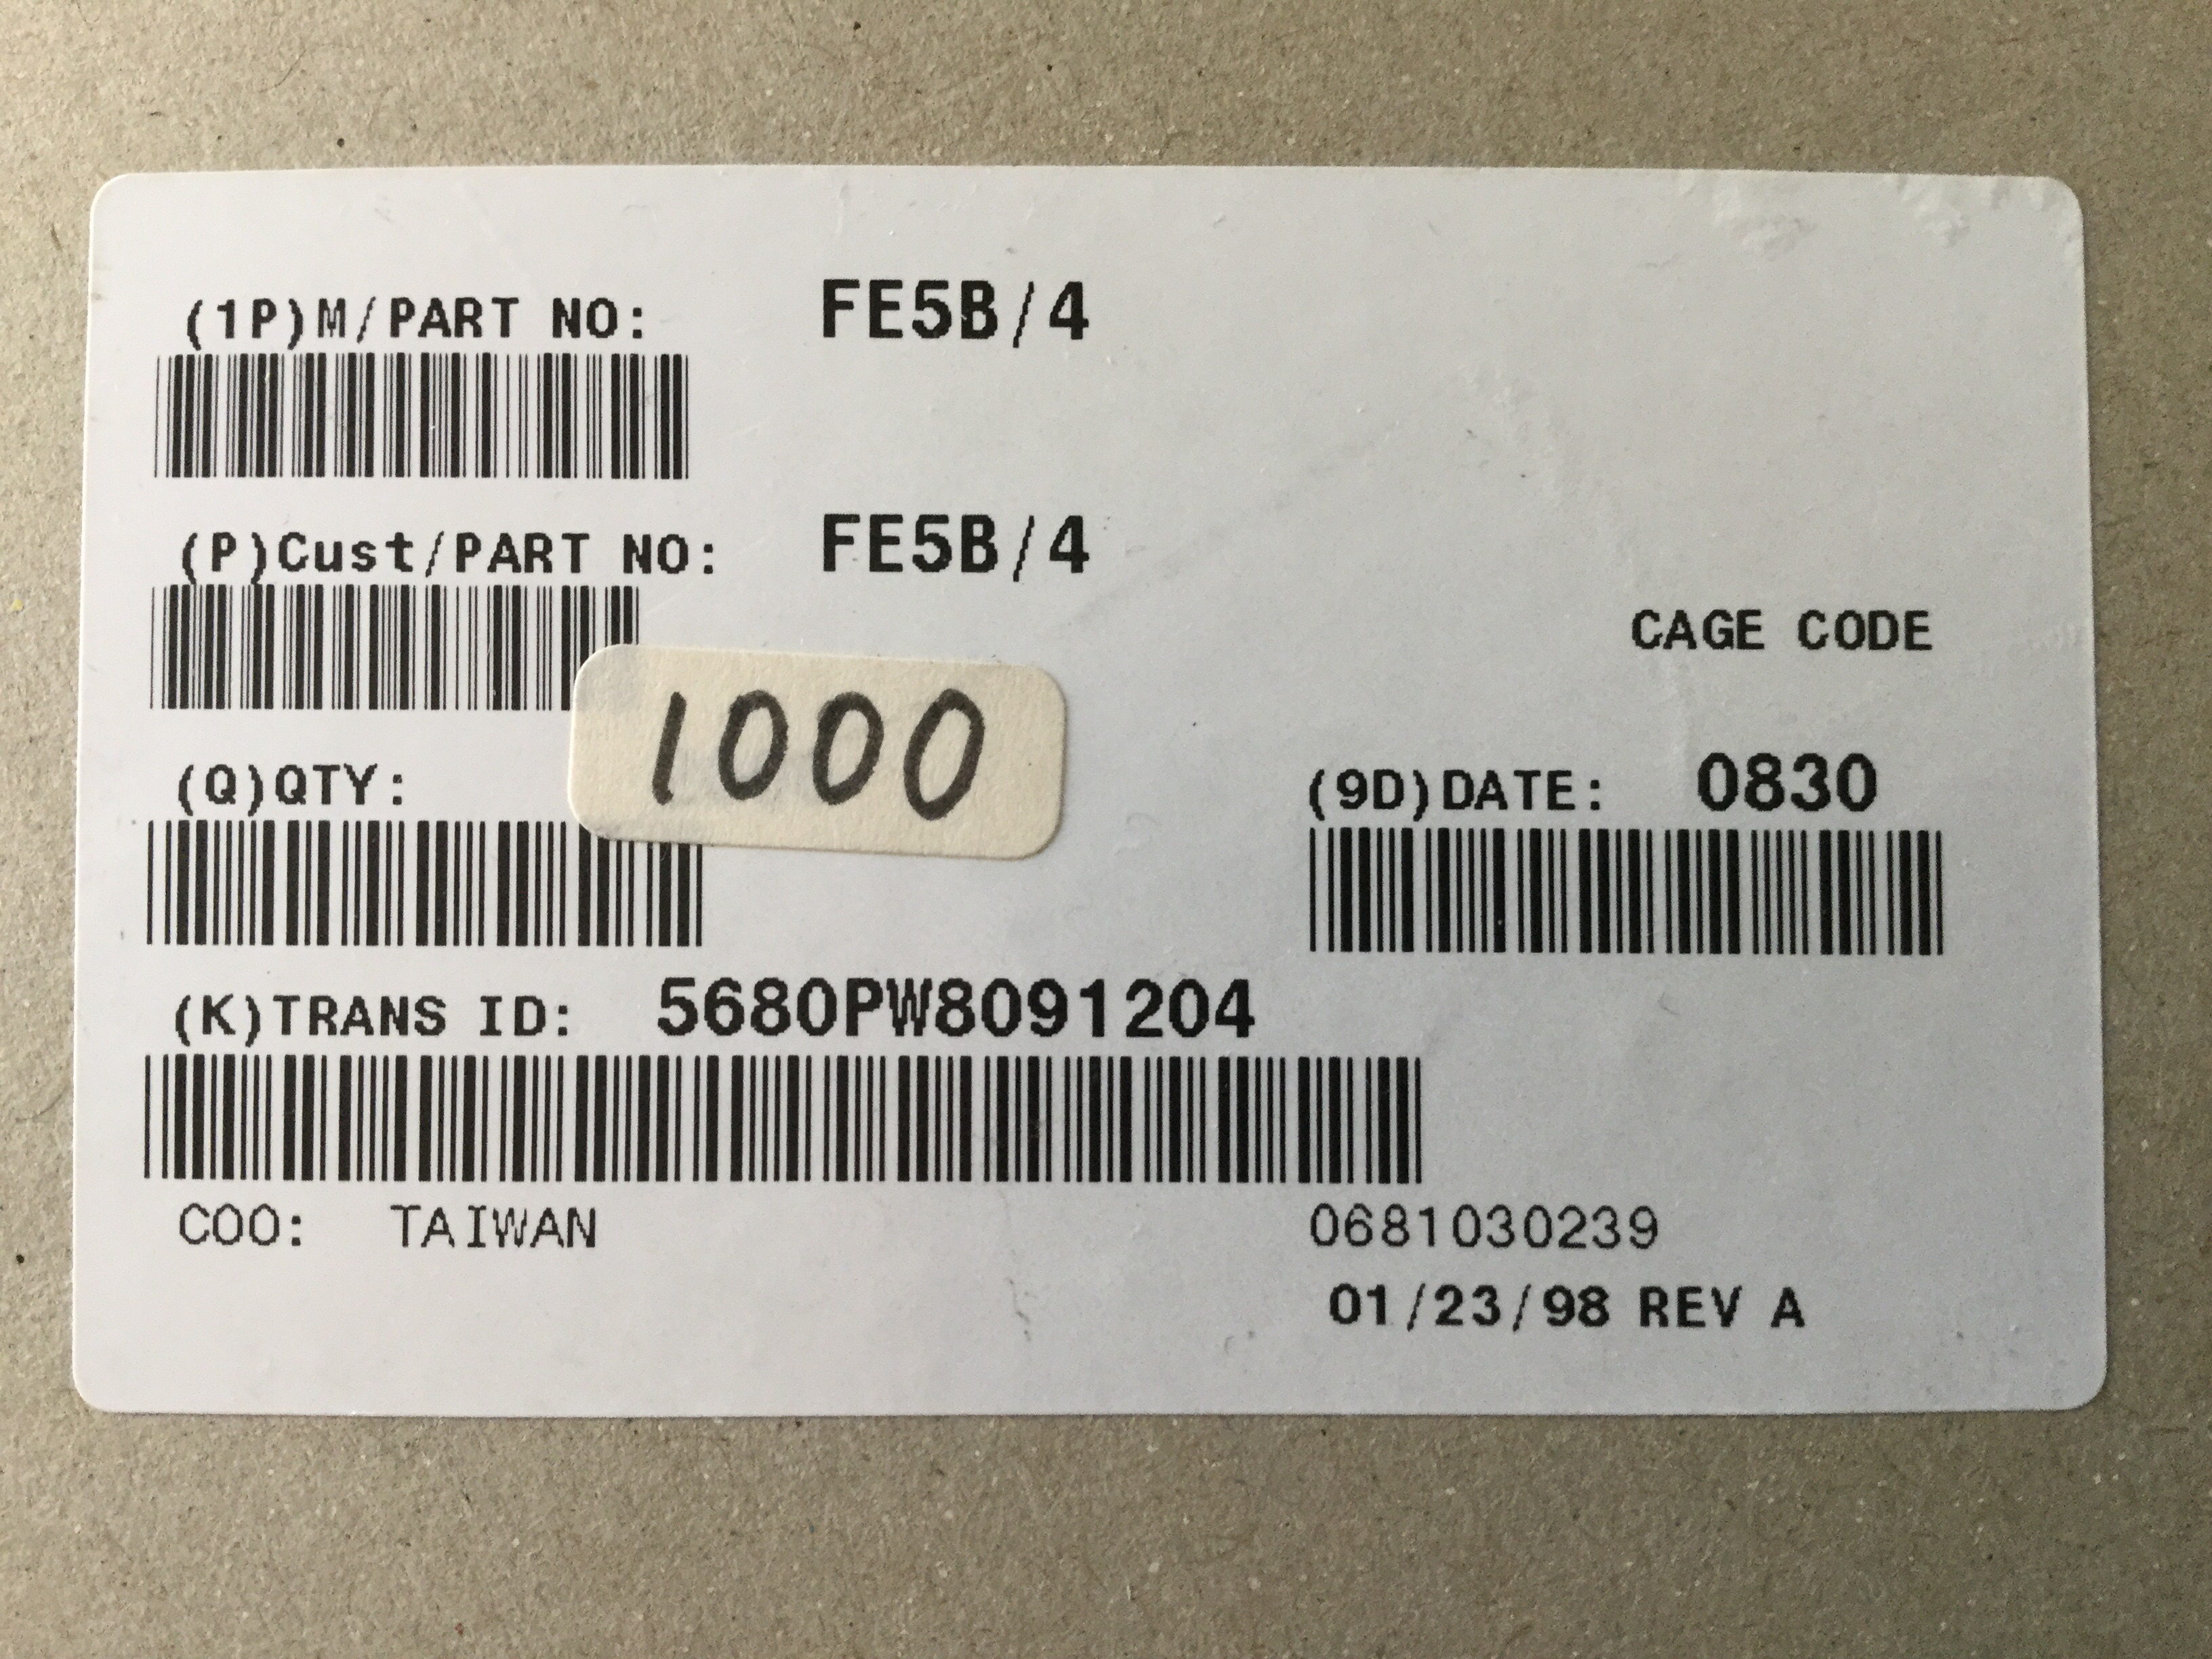 (1P)M/PART NO: FE5B/4
(P)Cust/PART NO: FE5B/4
CAGE CODE
1000
(Q)QTY:
(9D)DATE: 0830
(K)TRANS ID: 5680PW8091204
COO: TAIWAN
0681030239
01/23/98 REV A